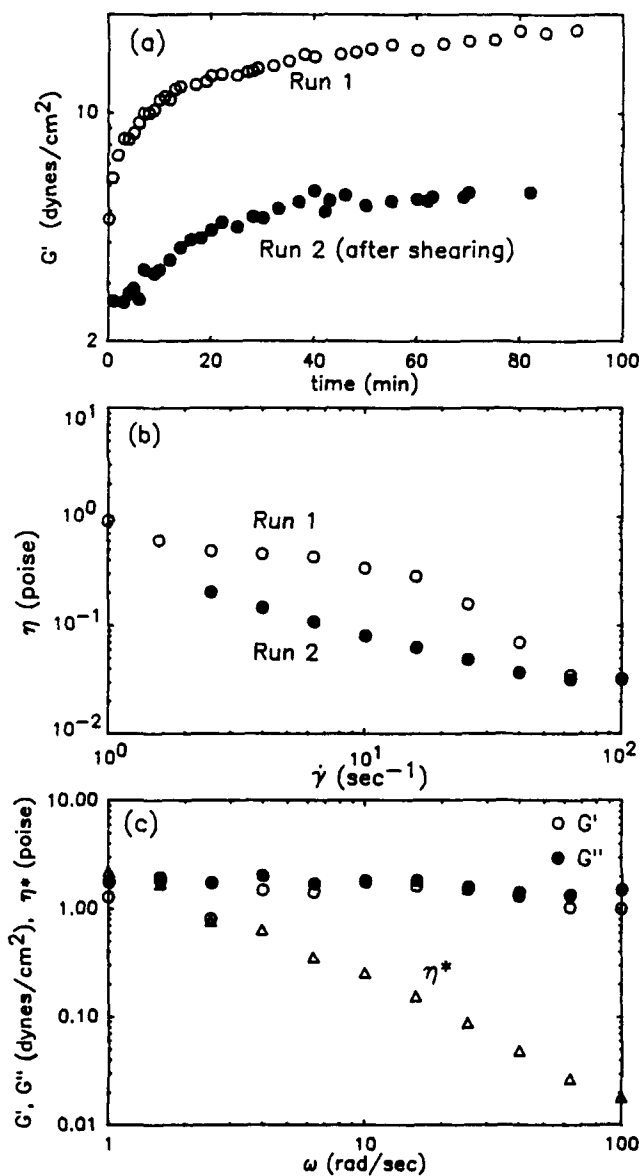 (a)
G' (dynes/cm²)
10
2
Run 1
Run 2 (after shearing)
0 20 40 60 80 100
time (min)
(b)
η (poise)
10¹
10⁰
10⁻¹
10⁻²
Run 1
Run 2
10⁰ 10¹ 10²
γ̇ (sec⁻¹)
(c)
G', G'' (dynes/cm²), η* (poise)
10.00
1.00
0.10
0.01
G'
G''
η*
1 10 100
ω (rad/sec)